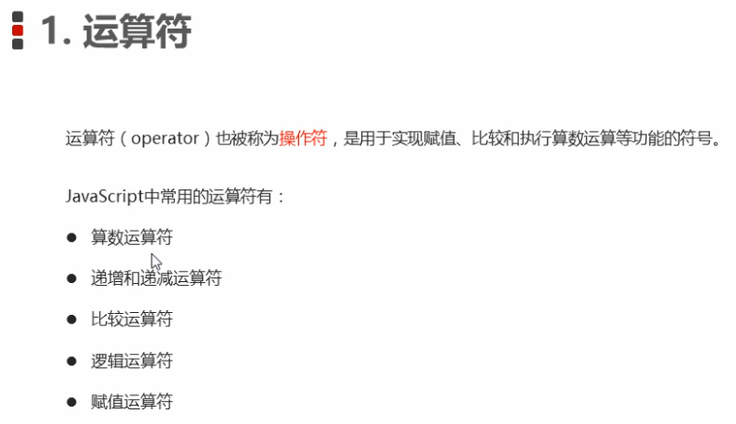 1. 运算符
运算符（operator）也被称为操作符，是用于实现赋值、比较和执行算数运算等功能的符号。
JavaScript中常用的运算符有：
● 算数运算符
● 递增和递减运算符
● 比较运算符
● 逻辑运算符
● 赋值运算符